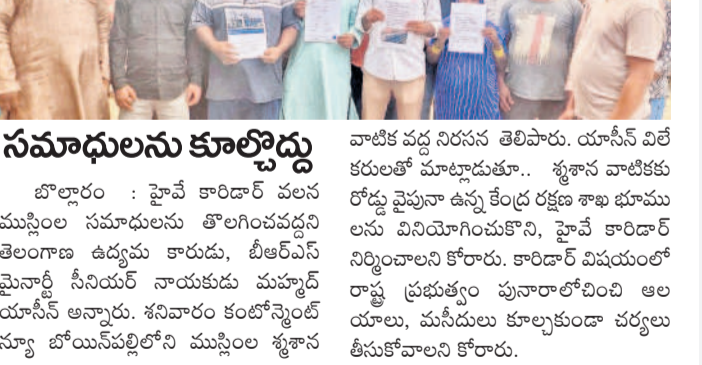 సమాధులను కూల్చొద్దు
బొల్లారం : హైవే కారిడార్ వలన
ముస్లింల సమాధులను తొలగించవద్దని
తెలంగాణ ఉద్యమ కారుడు, బీఆర్ఎస్
మైనార్టీ సీనియర్ నాయకుడు మహ్మద్
యాసీన్ అన్నారు. శనివారం కంటోన్మెంట్
న్యూ బోయిన్‌పల్లిలోని ముస్లింల శ్మశాన
వాటిక వద్ద నిరసన తెలిపారు. యాసీన్ విలే
కరులతో మాట్లాడుతూ.. శ్మశాన వాటికకు
రోడ్డు వైపునా ఉన్న కేంద్ర రక్షణ శాఖ భూము
లను వినియోగించుకొని, హైవే కారిడార్
నిర్మించాలని కోరారు. కారిడార్ విషయంలో
రాష్ట్ర ప్రభుత్వం పునారాలోచించి ఆల
యాలు, మసీదులు కూల్చకుండా చర్యలు
తీసుకోవాలని కోరారు.